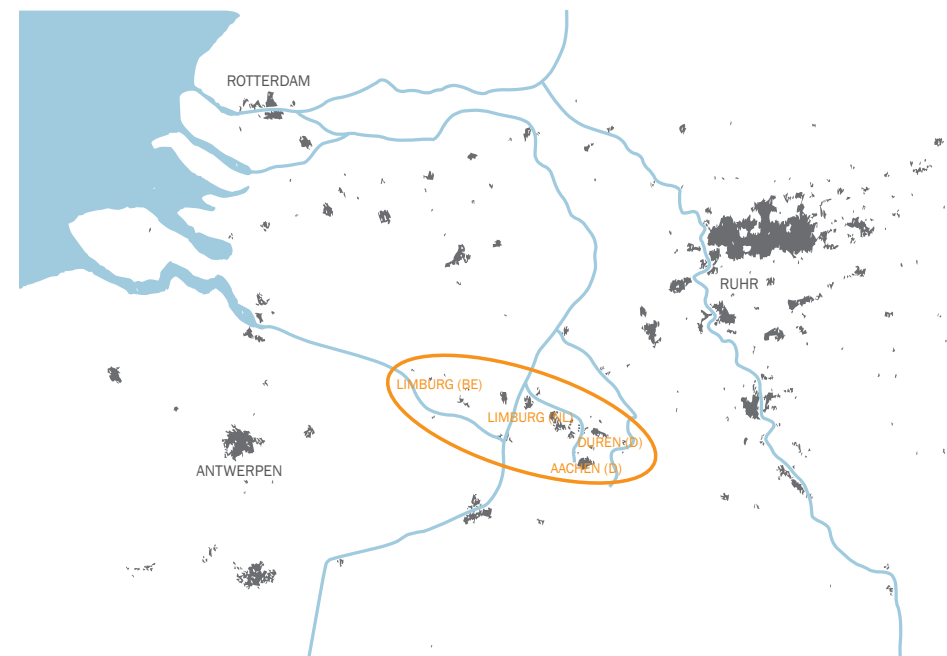 ROTTERDAM
RUHR
LIMBURG (BE)
LIMBURG (NL)
DUREN (D)
AACHEN (D)
ANTWERPEN